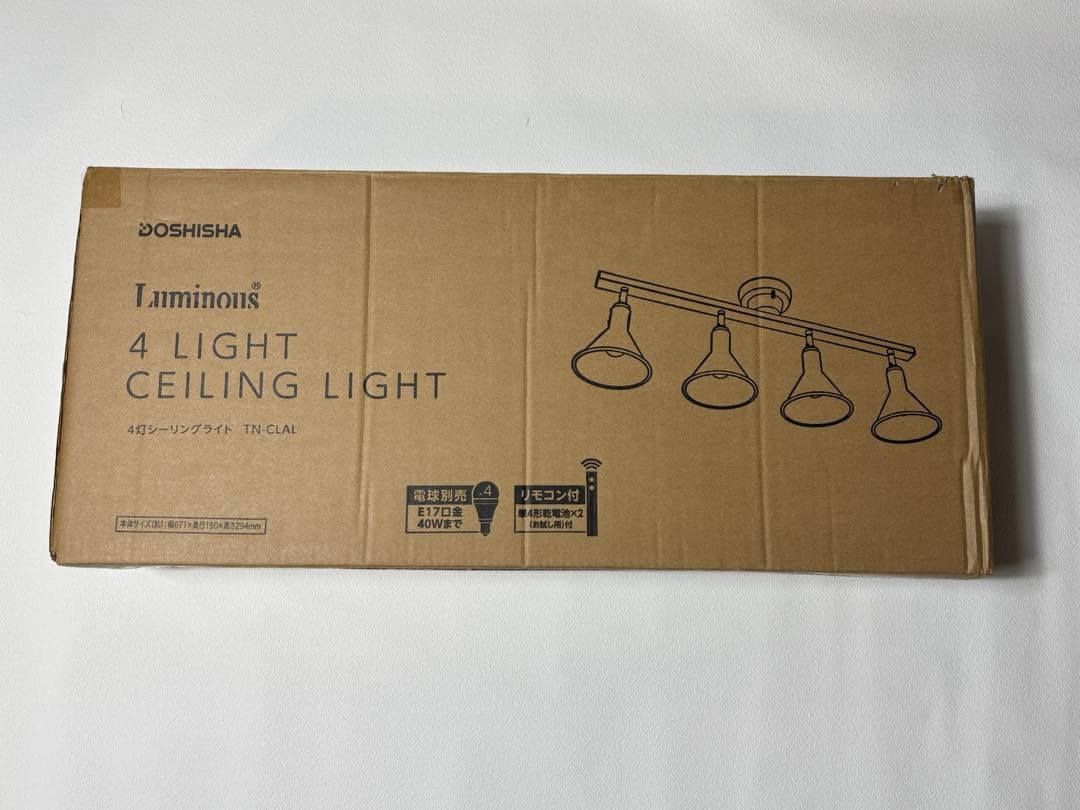 DOSHISHA
Luminous®
4 LIGHT
CEILING LIGHT
4灯シーリングライト TN-CLAL
本体サイズ(約):幅671×奥行150×高さ294mm
電球別売 ×4
E17口金
40Wまで
リモコン付
単4形乾電池×2
(お試し用)付